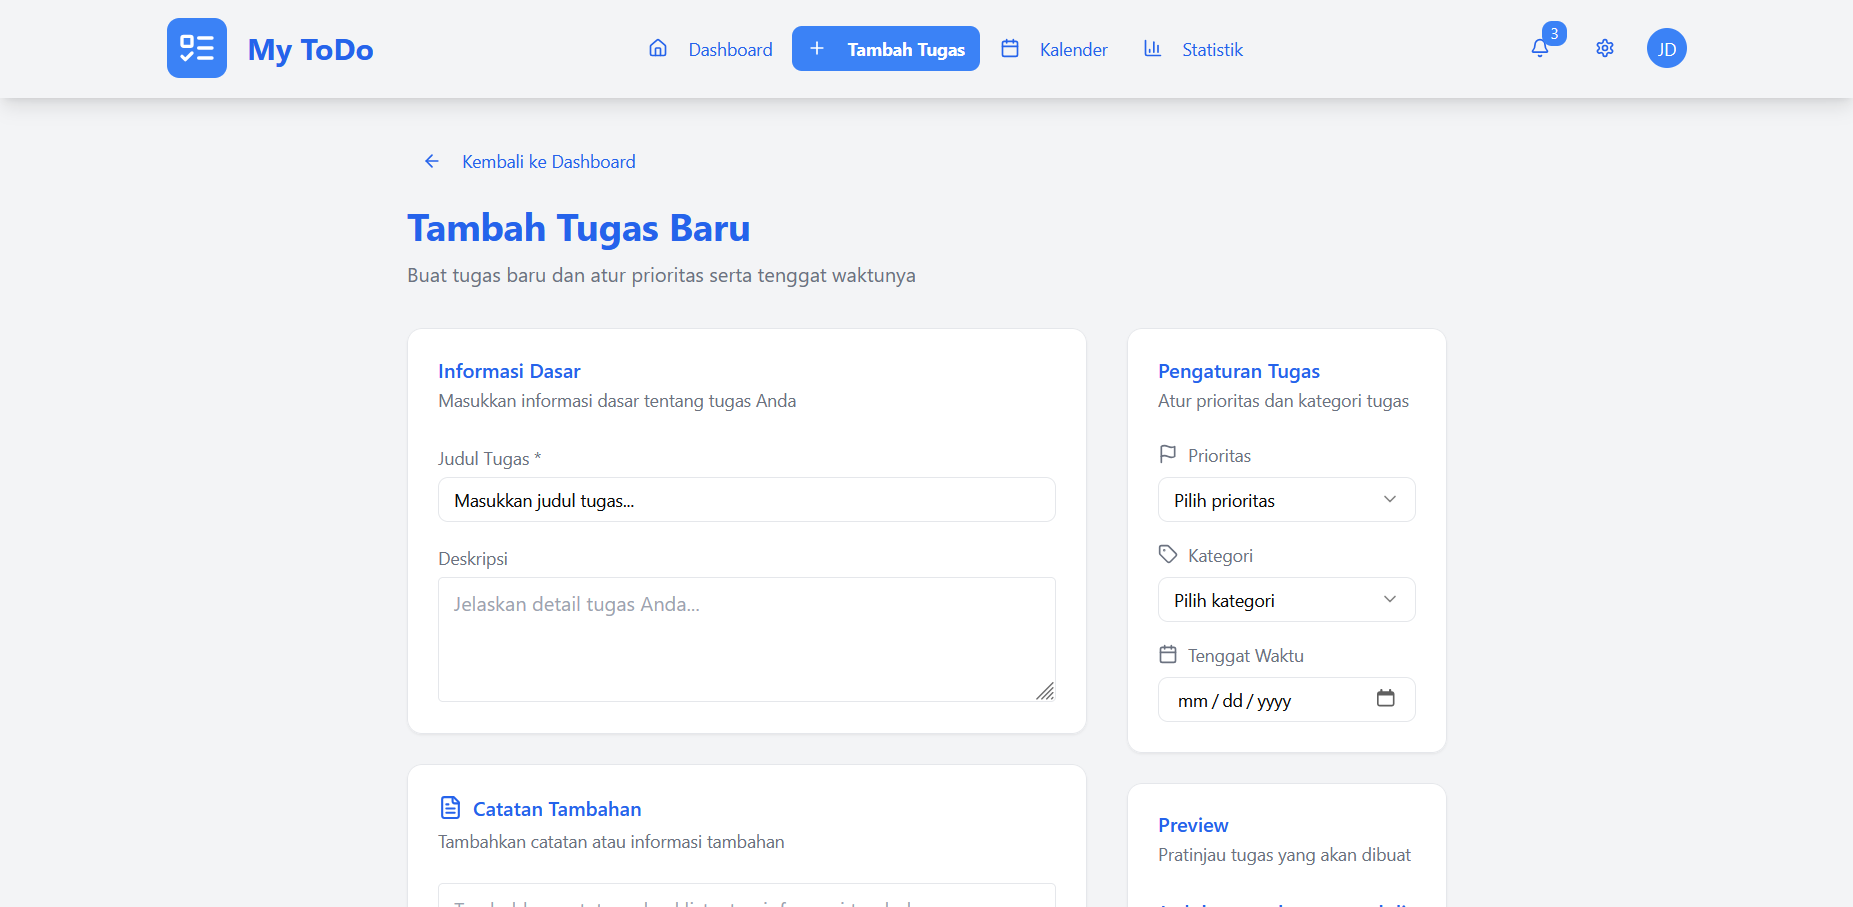 My ToDo
Dashboard
Tambah Tugas
Kalender
Statistik
3
JD
Kembali ke Dashboard
Tambah Tugas Baru
Buat tugas baru dan atur prioritas serta tenggat waktunya
Informasi Dasar
Masukkan informasi dasar tentang tugas Anda
Judul Tugas *
Masukkan judul tugas...
Deskripsi
Jelaskan detail tugas Anda...
Catatan Tambahan
Tambahkan catatan atau informasi tambahan
Pengaturan Tugas
Atur prioritas dan kategori tugas
Prioritas
Pilih prioritas
Kategori
Pilih kategori
Tenggat Waktu
mm/dd/yyyy
Preview
Pratinjau tugas yang akan dibuat